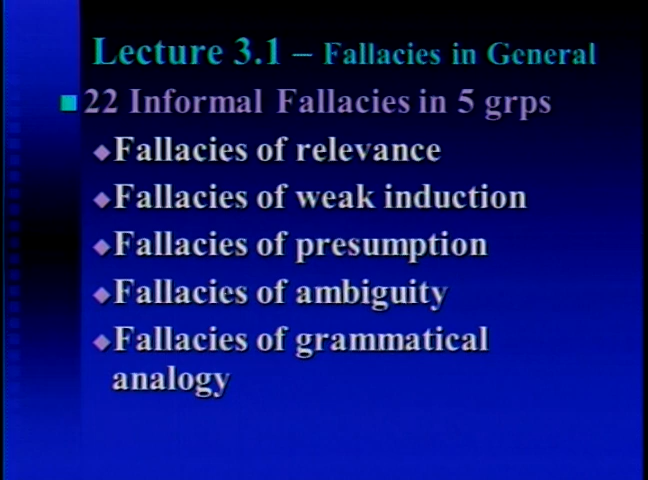 Lecture 3.1 – Fallacies in General
22 Informal Fallacies in 5 grps
Fallacies of relevance
Fallacies of weak induction
Fallacies of presumption
Fallacies of ambiguity
Fallacies of grammatical
analogy